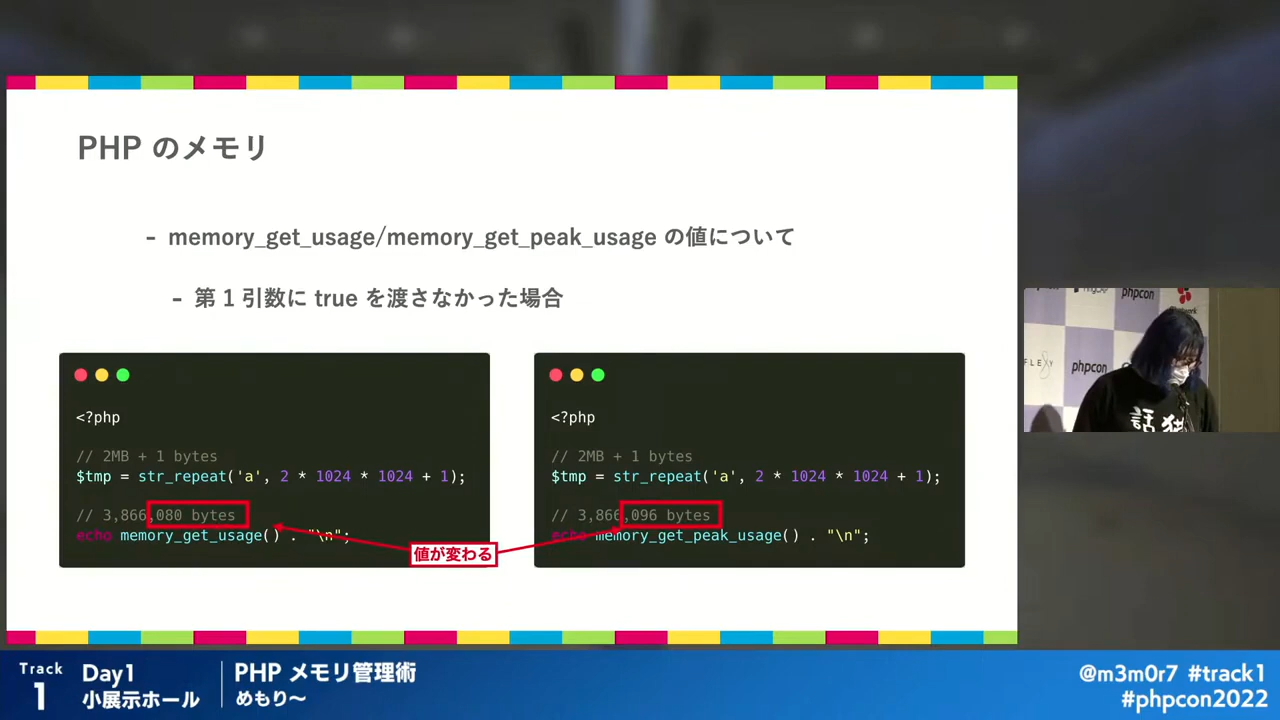 PHP のメモリ
- memory_get_usage/memory_get_peak_usage の値について
- 第 1 引数に true を渡さなかった場合
<?php
// 2MB + 1 bytes
$tmp = str_repeat('a', 2 * 1024 * 1024 + 1);
// 3,866,080 bytes
echo memory_get_usage() . "\n";
<?php
// 2MB + 1 bytes
$tmp = str_repeat('a', 2 * 1024 * 1024 + 1);
// 3,866,096 bytes
echo memory_get_peak_usage() . "\n";
値が変わる
phpcon
FLEXY
phpcon
Track
1
Day1
小展示ホール
PHP メモリ管理術
めもり〜
@m3m0r7 #track1
#phpcon2022